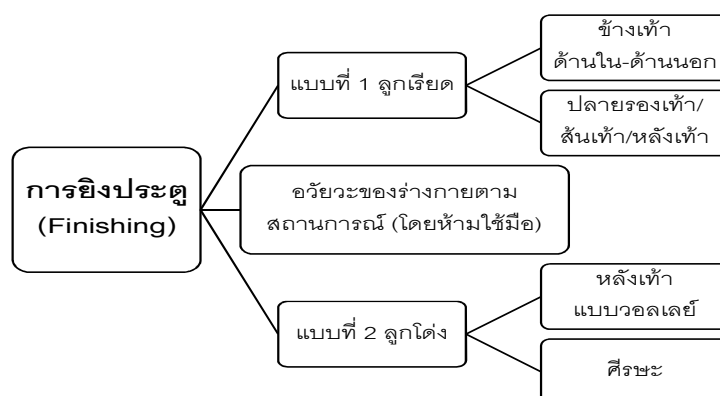 การยิงประตู
(Finishing)
แบบที่ 1 ลูกเรียด
ข้างเท้า
ด้านใน-ด้านนอก
ปลายรองเท้า/
ส้นเท้า/หลังเท้า
อวัยวะของร่างกายตาม
สถานการณ์ (โดยห้ามใช้มือ)
แบบที่ 2 ลูกโด่ง
หลังเท้า
แบบวอลเลย์
ศีรษะ